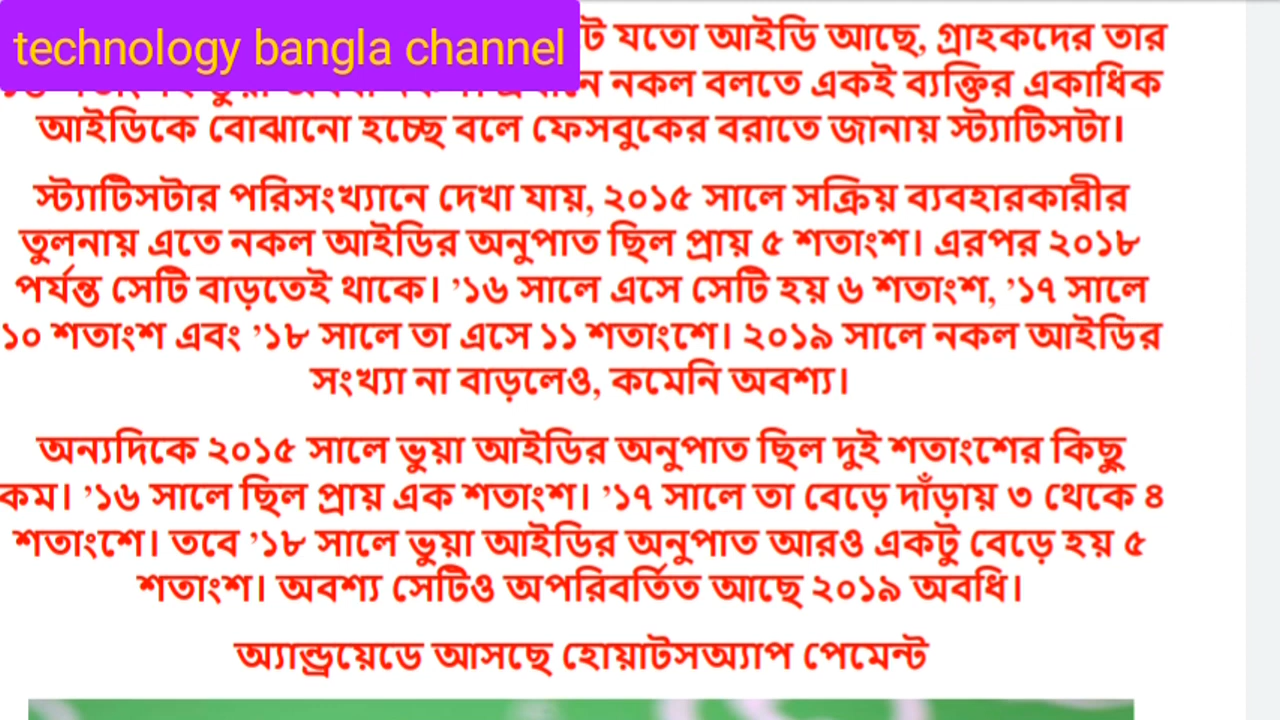 technology bangla channel
যতো আইডি আছে, গ্রাহকদের তার
নকল বলতে একই ব্যক্তির একাধিক
আইডিকে বোঝানো হচ্ছে বলে ফেসবুকের বরাতে জানায় স্ট্যাটিসটা।
স্ট্যাটিসটার পরিসংখ্যানে দেখা যায়, ২০১৫ সালে সক্রিয় ব্যবহারকারীর
তুলনায় এতে নকল আইডির অনুপাত ছিল প্রায় ৫ শতাংশ। এরপর ২০১৮
পর্যন্ত সেটি বাড়তেই থাকে। ’১৬ সালে এসে সেটি হয় ৬ শতাংশ, ’১৭ সালে
১০ শতাংশ এবং ’১৮ সালে তা এসে ১১ শতাংশে। ২০১৯ সালে নকল আইডির
সংখ্যা না বাড়লেও, কমেনি অবশ্য।
অন্যদিকে ২০১৫ সালে ভুয়া আইডির অনুপাত ছিল দুই শতাংশের কিছু
কম। ’১৬ সালে ছিল প্রায় এক শতাংশ। ’১৭ সালে তা বেড়ে দাঁড়ায় ৩ থেকে ৪
শতাংশে। তবে ’১৮ সালে ভুয়া আইডির অনুপাত আরও একটু বেড়ে হয় ৫
শতাংশ। অবশ্য সেটিও অপরিবর্তিত আছে ২০১৯ অবধি।
অ্যান্ড্রয়েডে আসছে হোয়াটসঅ্যাপ পেমেন্ট